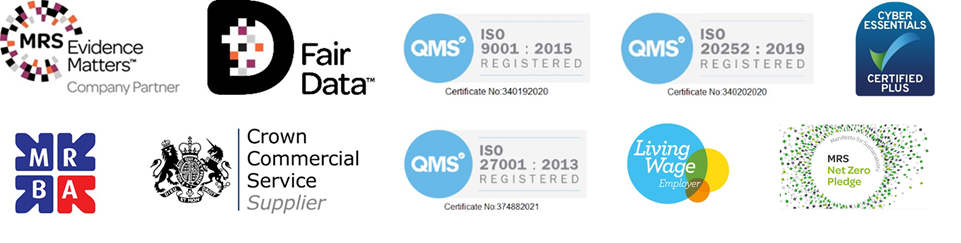 MRS
Evidence
Matters™
Company Partner
D
Fair
Data™
QMS
ISO
9001 : 2015
REGISTERED
Certificate No:340192020
QMS
ISO
20252 : 2019
REGISTERED
Certificate No:340202020
CYBER
ESSENTIALS
CERTIFIED
PLUS
MR
BA
Crown
Commercial
Service
Supplier
QMS
ISO
27001 : 2013
REGISTERED
Certificate No:374882021
Living
Wage
Employer
Manifesto for Sustainability
MRS
Net Zero
Pledge